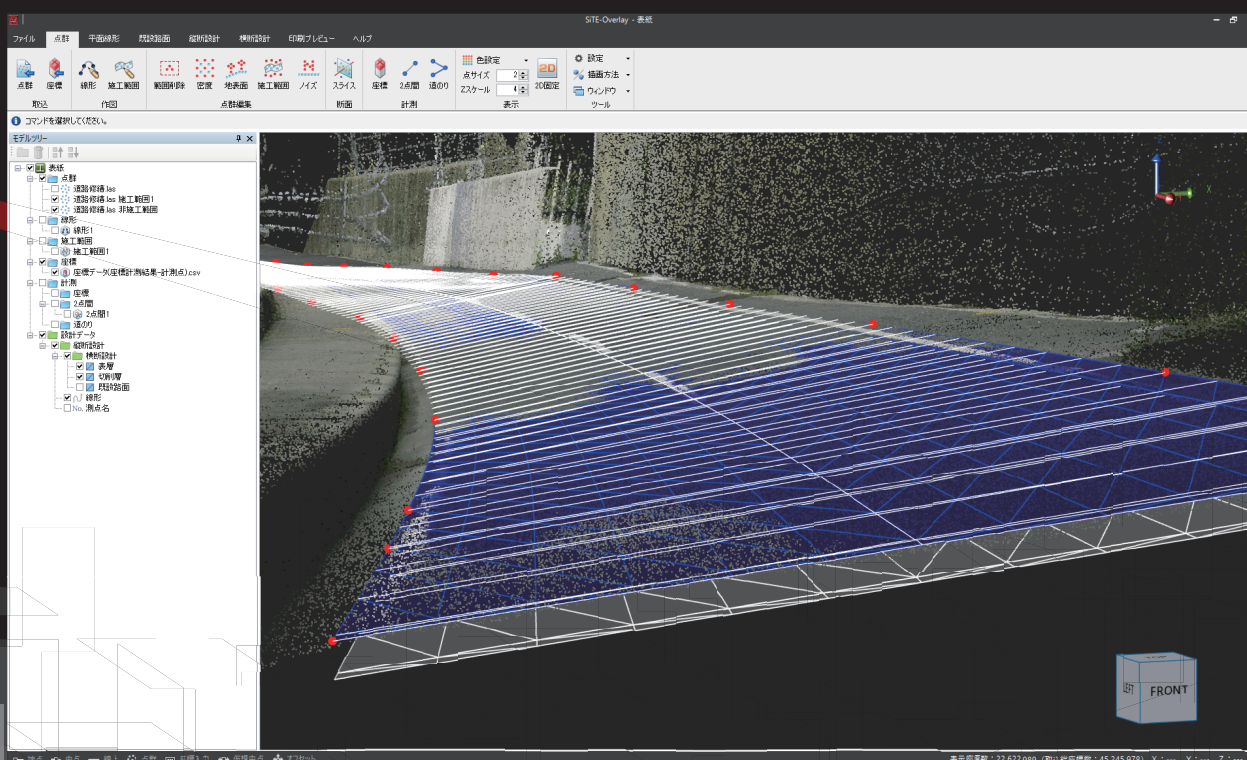 SiTE-Overlay - 表紙
ファイル 点群 平面線形 既設路面 縦断設計 横断設計 印刷プレビュー ヘルプ
点群 座標 線形 施工範囲 範囲削除 密度 地表面 施工範囲 ノイズ スライス 座標 2点間 道のり
色設定
点サイズ 2
Zスケール 4
2D
2D固定
設定
描画方法
ウィンドウ
取込 作図 点群編集 断面 計測 表示 ツール
コマンドを選択してください。
モデルツリー
表紙
点群
道路修繕.las
道路修繕.las 施工範囲1
道路修繕.las 非施工範囲
線形
線形1
施工範囲
施工範囲1
座標
座標データ(座標計測結果-計測点).csv
計測
座標
2点間
2点間1
道のり
設計データ
縦断設計
横断設計
表層
切削層
既設路面
線形
No. 測点名
X
TOP
LEFT
FRONT